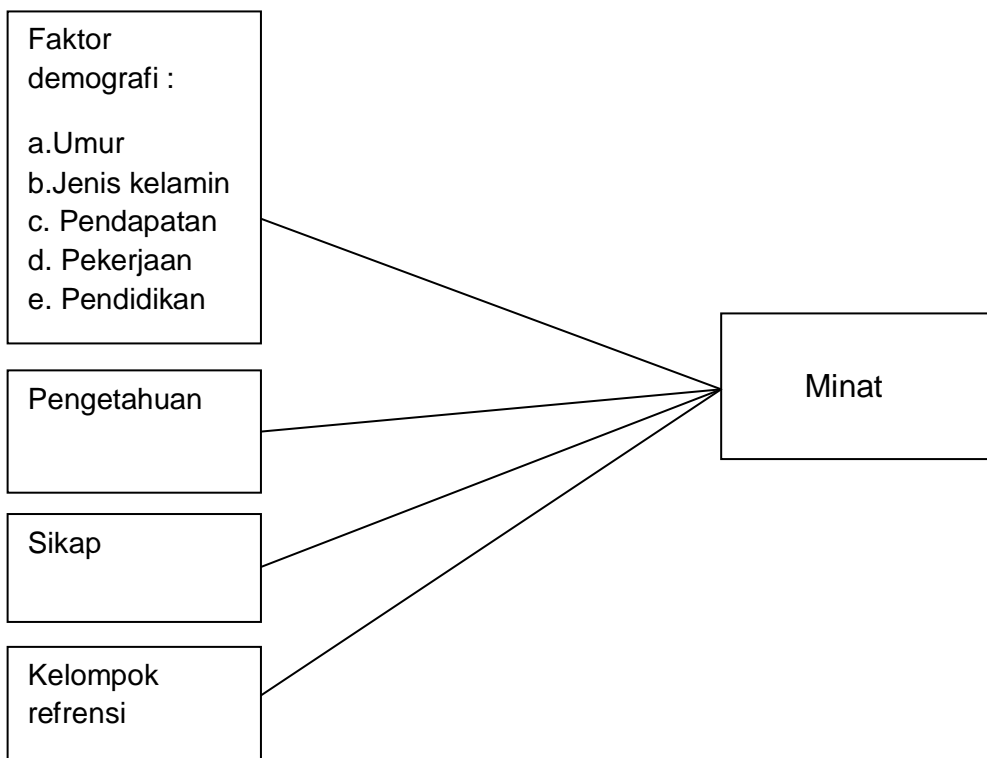 Faktor
demografi :
a.Umur
b.Jenis kelamin
c. Pendapatan
d. Pekerjaan
e. Pendidikan
Pengetahuan
Sikap
Kelompok
refrensi
Minat